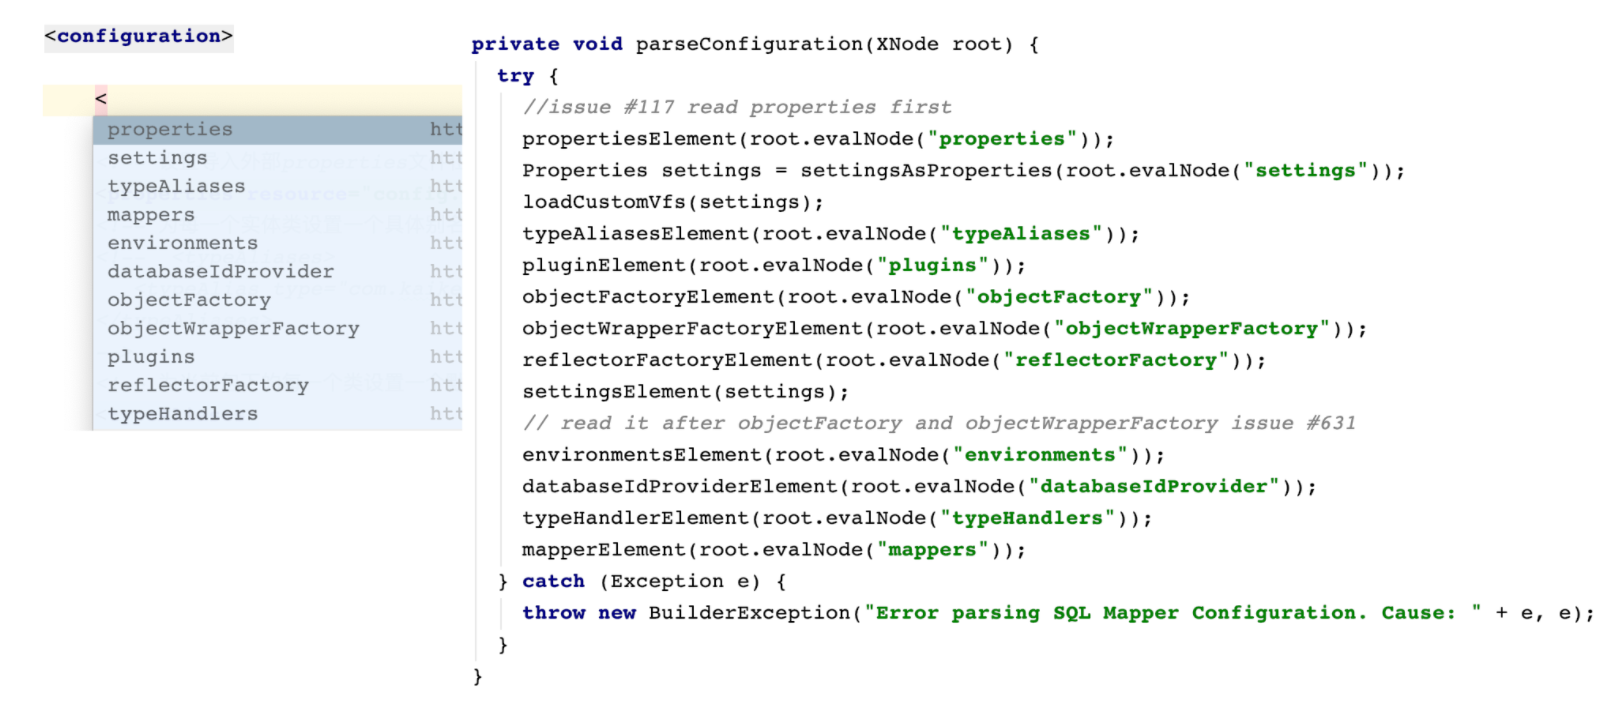 <configuration>
<
properties htt
settings htt
typeAliases htt
mappers htt
environments htt
databaseIdProvider htt
objectFactory htt
objectWrapperFactory htt
plugins htt
reflectorFactory htt
typeHandlers htt
private void parseConfiguration(XNode root) {
try {
//issue #117 read properties first
propertiesElement(root.evalNode("properties"));
Properties settings = settingsAsProperties(root.evalNode("settings"));
loadCustomVfs(settings);
typeAliasesElement(root.evalNode("typeAliases"));
pluginElement(root.evalNode("plugins"));
objectFactoryElement(root.evalNode("objectFactory"));
objectWrapperFactoryElement(root.evalNode("objectWrapperFactory"));
reflectorFactoryElement(root.evalNode("reflectorFactory"));
settingsElement(settings);
// read it after objectFactory and objectWrapperFactory issue #631
environmentsElement(root.evalNode("environments"));
databaseIdProviderElement(root.evalNode("databaseIdProvider"));
typeHandlerElement(root.evalNode("typeHandlers"));
mapperElement(root.evalNode("mappers"));
} catch (Exception e) {
throw new BuilderException("Error parsing SQL Mapper Configuration. Cause: " + e, e);
}
}